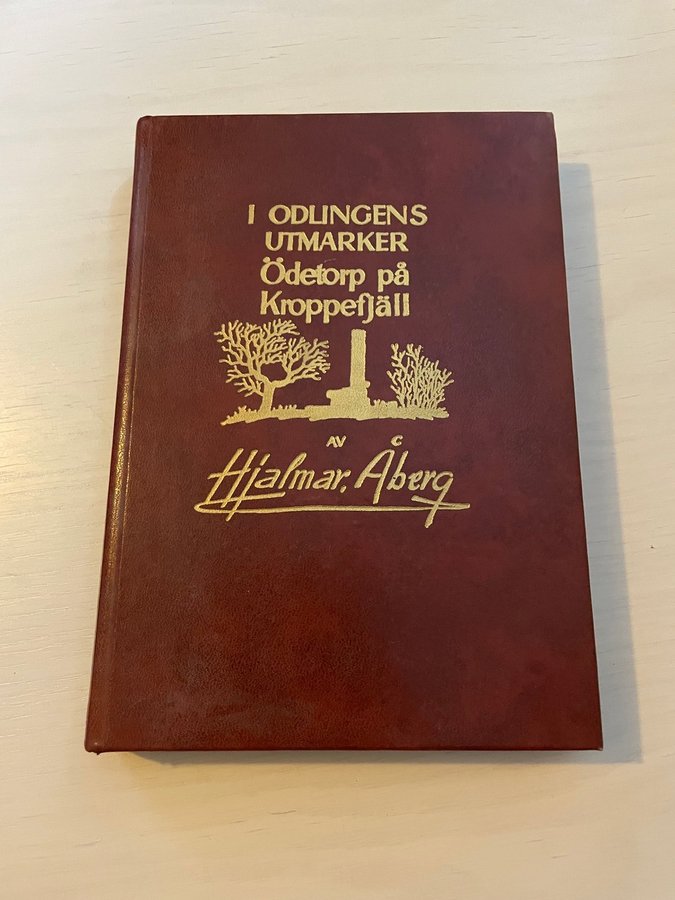 I ODLINGENS
UTMARKER
Ödetorp på
Kroppefjäll
AV
Hjalmar. Åberg